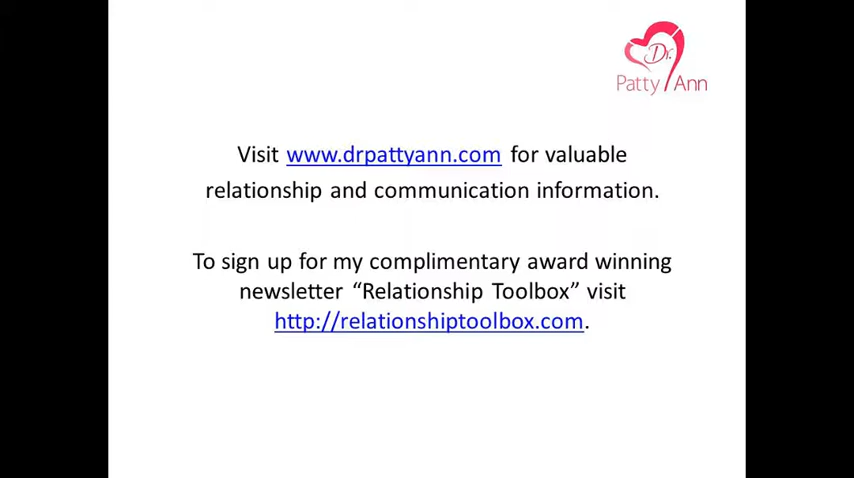 Dr.
Patty Ann
Visit www.drpattyann.com for valuable
relationship and communication information.
To sign up for my complimentary award winning
newsletter “Relationship Toolbox” visit
http://relationshiptoolbox.com.